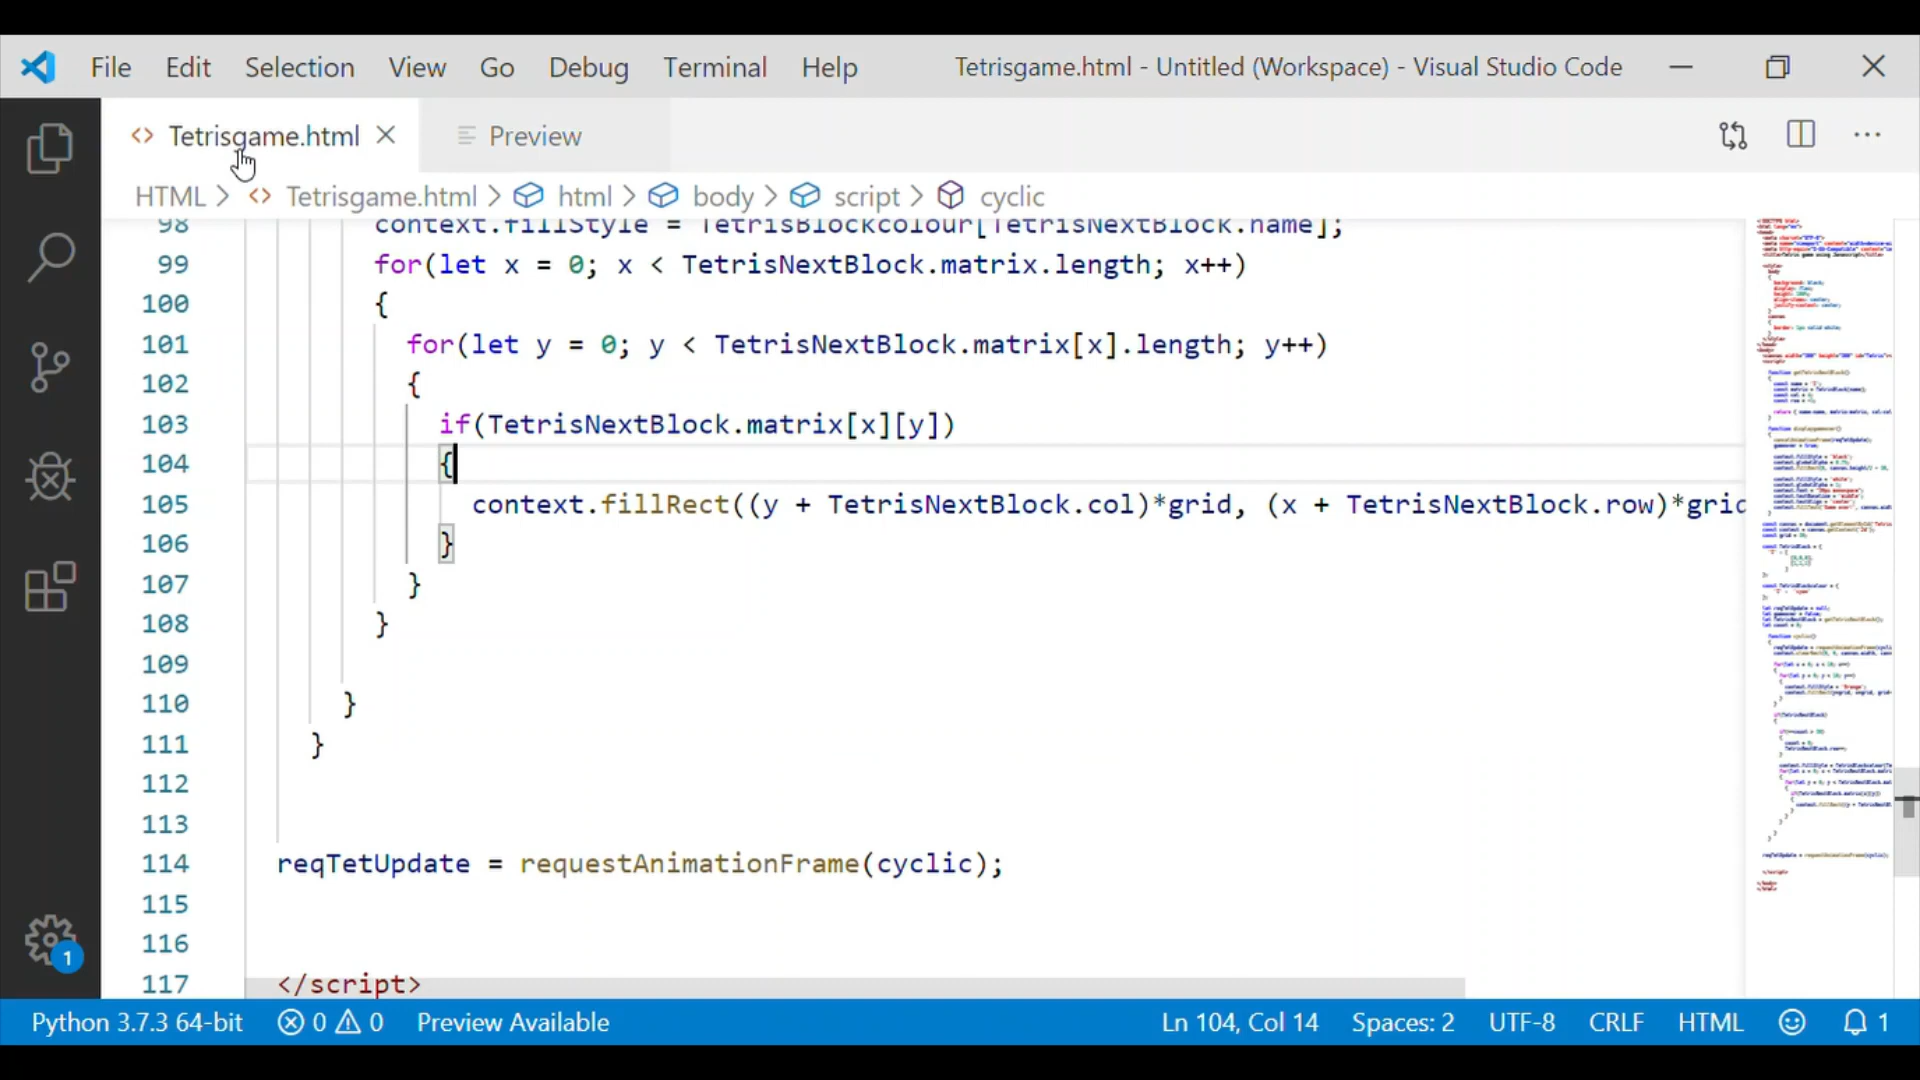 File Edit Selection View Go Debug Terminal Help Tetrisgame.html - Untitled (Workspace) - Visual Studio Code
Tetrisgame.html Preview
HTML > Tetrisgame.html > html > body > script > cyclic
98 context.fillStyle = TetrisBlockcolour[TetrisNextBlock.name];
99 for(let x = 0; x < TetrisNextBlock.matrix.length; x++)
100 {
101 for(let y = 0; y < TetrisNextBlock.matrix[x].length; y++)
102 {
103 if(TetrisNextBlock.matrix[x][y])
104 {
105 context.fillRect((y + TetrisNextBlock.col)*grid, (x + TetrisNextBlock.row)*grid
106 }
107 }
108 }
109
110 }
111 }
112
113
114 reqTetUpdate = requestAnimationFrame(cyclic);
115
116
117 </script>
1
Python 3.7.3 64-bit 0 0 Preview Available Ln 104, Col 14 Spaces: 2 UTF-8 CRLF HTML 1